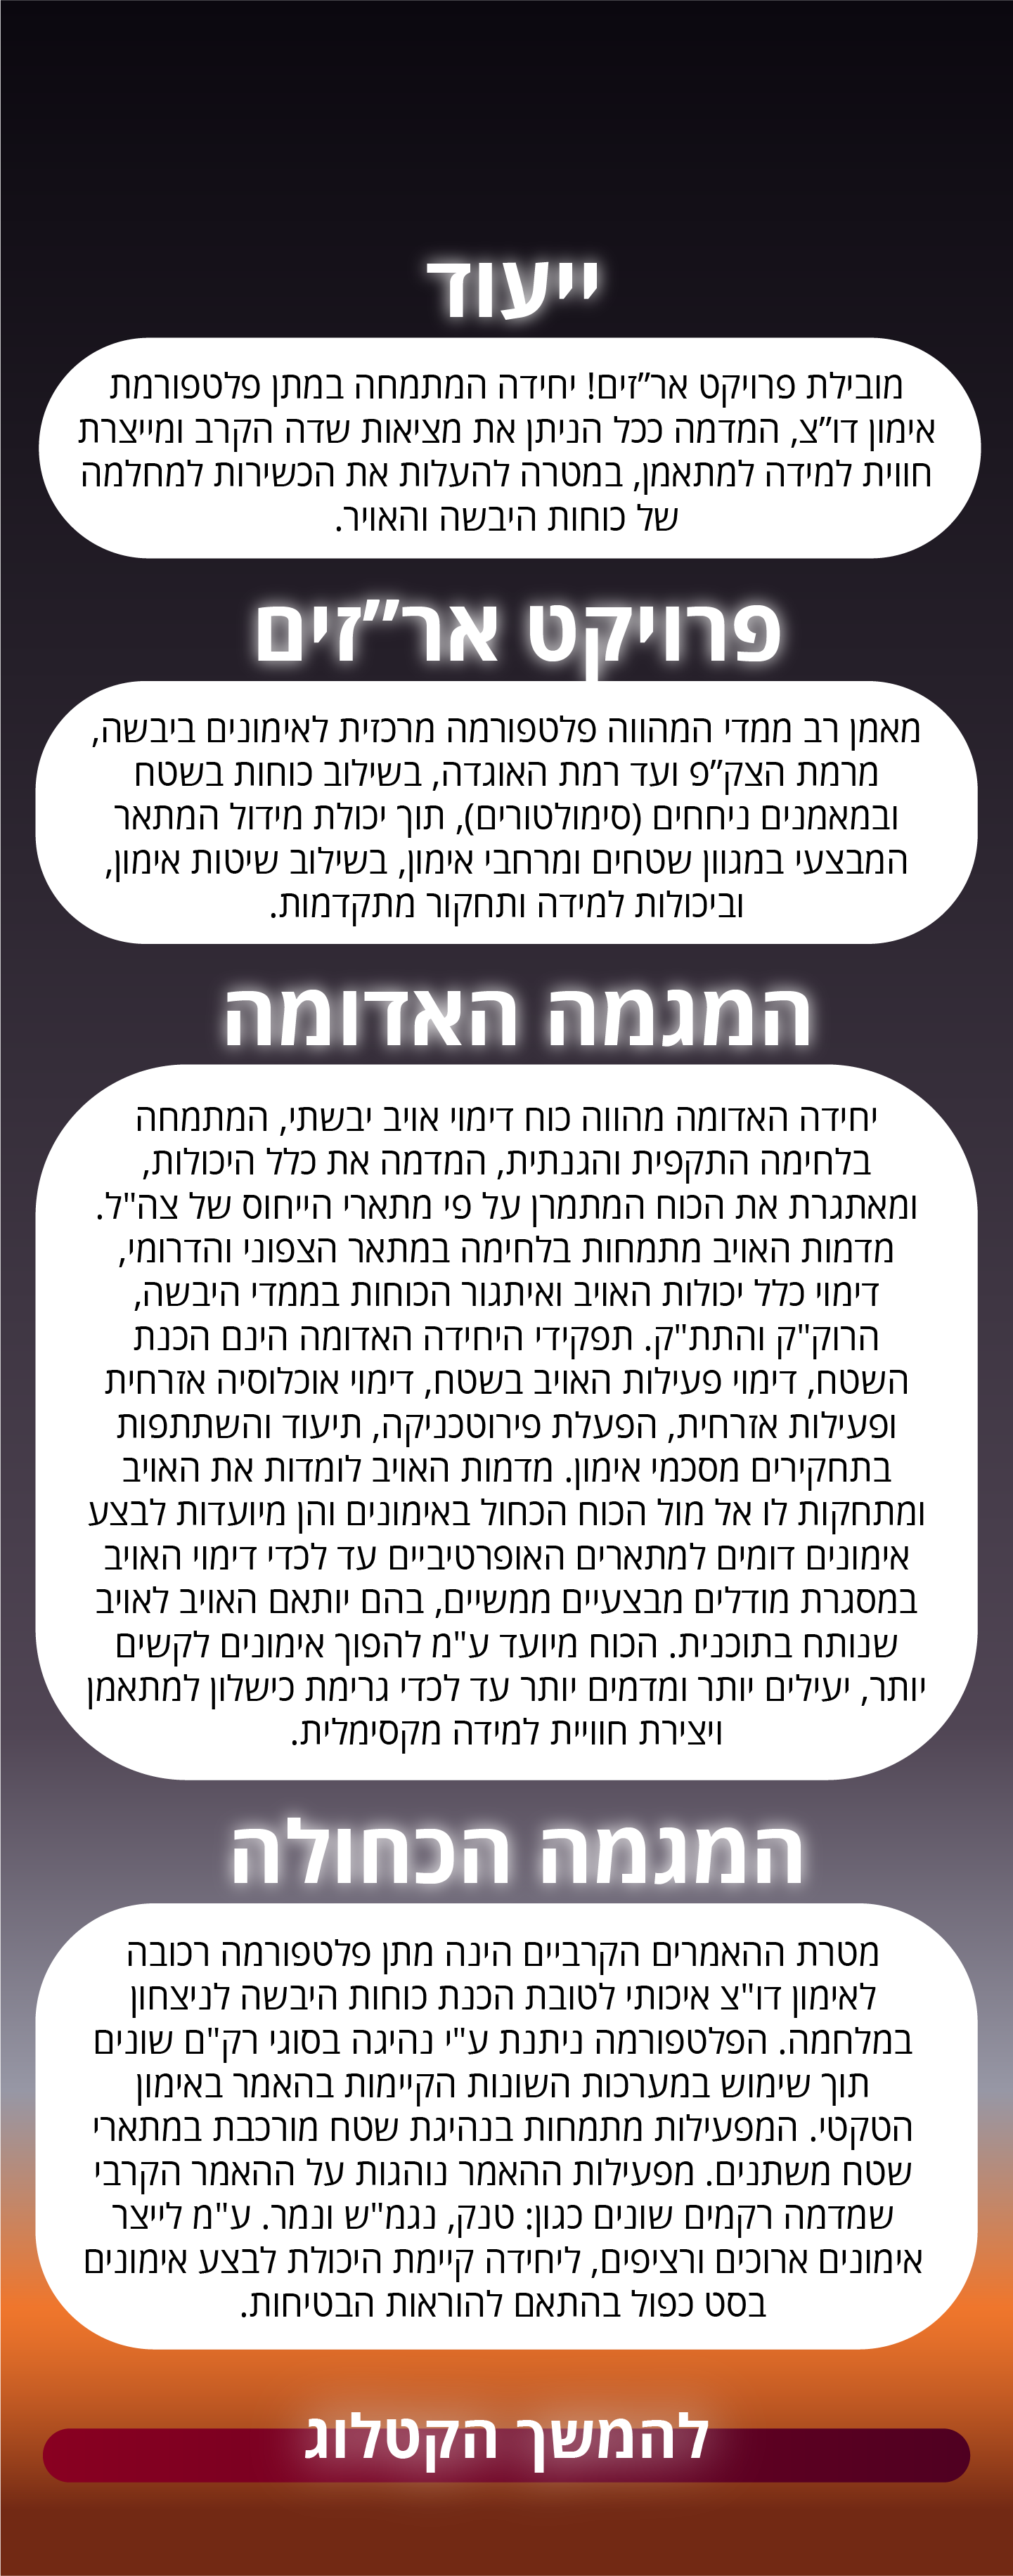 ייעוד
מובילת פרויקט אר”זים! יחידה המתמחה במתן פלטפורמת
אימון דו”צ, המדמה ככל הניתן את מציאות שדה הקרב ומייצרת
חווית למידה למתאמן, במטרה להעלות את הכשירות למחלמה
של כוחות היבשה והאויר.
פרויקט אר”זים
מאמן רב ממדי המהווה פלטפורמה מרכזית לאימונים ביבשה,
מרמת הצק”פ ועד רמת האוגדה, בשילוב כוחות בשטח
ובמאמנים ניחחים (סימולטורים), תוך יכולת מידול המתאר
המבצעי במגוון שטחים ומרחבי אימון, בשילוב שיטות אימון,
וביכולות למידה ותחקור מתקדמות.
המגמה האדומה
יחידה האדומה מהווה כוח דימוי אויב יבשתי, המתמחה
בלחימה התקפית והגנתית, המדמה את כלל היכולות,
ומאתגרת את הכוח המתמרן על פי מתארי הייחוס של צה"ל.
מדמות האויב מתמחות בלחימה במתאר הצפוני והדרומי,
דימוי כלל יכולות האויב ואיתגור הכוחות בממדי היבשה,
הרוק"ק והתת"ק. תפקידי היחידה האדומה הינם הכנת
השטח, דימוי פעילות האויב בשטח, דימוי אוכלוסיה אזרחית
ופעילות אזרחית, הפעלת פירוטכניקה, תיעוד והשתתפות
בתחקירים מסכמי אימון. מדמות האויב לומדות את האויב
ומתחקות לו אל מול הכוח הכחול באימונים והן מיועדות לבצע
אימונים דומים למתארים האופרטיביים עד לכדי דימוי האויב
במסגרת מודלים מבצעיים ממשיים, בהם יותאם האויב לאויב
שנותח בתוכנית. הכוח מיועד ע"מ להפוך אימונים לקשים
יותר, יעילים יותר ומדמים יותר עד לכדי גרימת כישלון למתאמן
ויצירת חוויית למידה מקסימלית.
המגמה הכחולה
מטרת ההאמרים הקרביים הינה מתן פלטפורמה רכובה
לאימון דו"צ איכותי לטובת הכנת כוחות היבשה לניצחון
במלחמה. הפלטפורמה ניתנת ע"י נהיגה בסוגי רק"ם שונים
תוך שימוש במערכות השונות הקיימות בהאמר באימון
הטקטי. המפעילות מתמחות בנהיגת שטח מורכבת במתארי
שטח משתנים. מפעילות ההאמר נוהגות על ההאמר הקרבי
שמדמה רקמים שונים כגון: טנק, נגמ"ש ונמר. ע"מ לייצר
אימונים ארוכים ורציפים, ליחידה קיימת היכולת לבצע אימונים
בסט כפול בהתאם להוראות הבטיחות.
להמשך הקטלוג